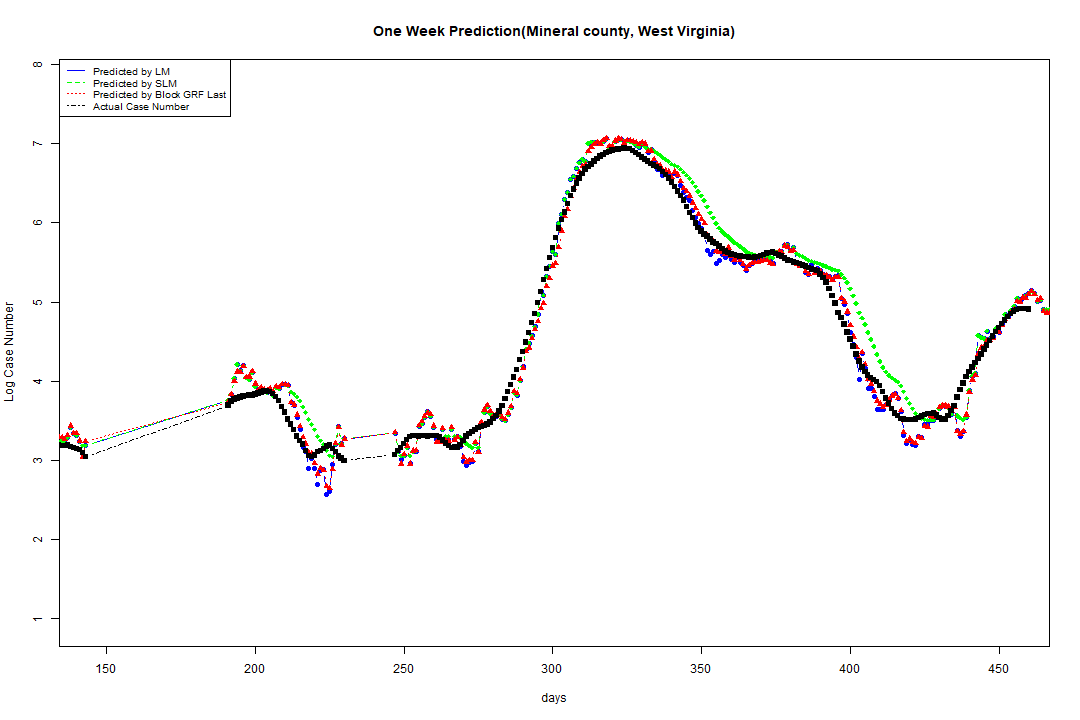 One Week Prediction(Mineral county, West Virginia)
Predicted by LM
Predicted by SLM
Predicted by Block GRF Last
Actual Case Number
Log Case Number
8
7
6
5
4
3
2
1
150 200 250 300 350 400 450
days